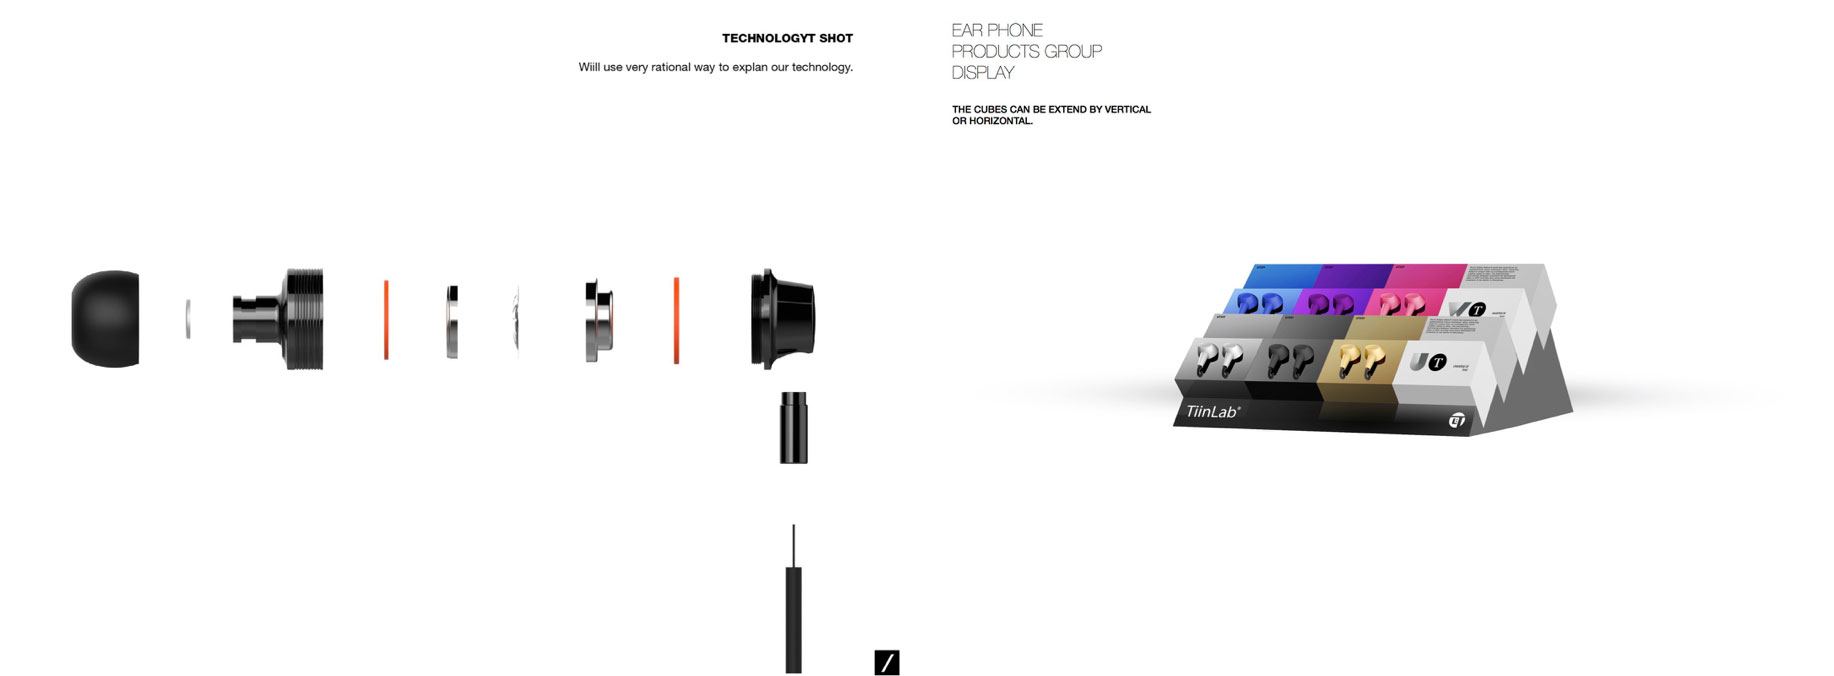 TECHNOLOGYT SHOT
Wiill use very rational way to explan our technology.
EAR PHONE
PRODUCTS GROUP
DISPLAY
THE CUBES CAN BE EXTEND BY VERTICAL
OR HORIZONTAL.
TiinLab®